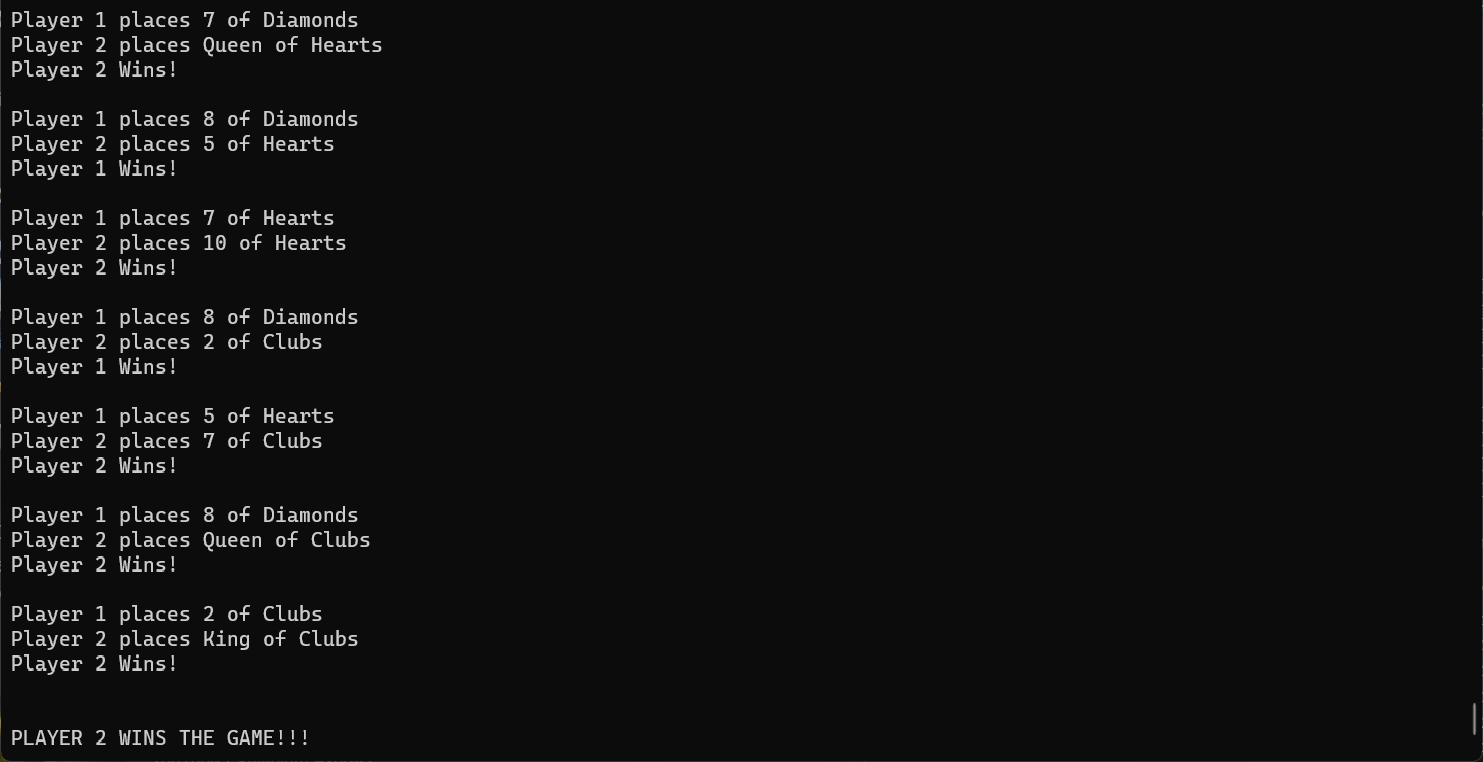 Player 1 places 7 of Diamonds
Player 2 places Queen of Hearts
Player 2 Wins!
Player 1 places 8 of Diamonds
Player 2 places 5 of Hearts
Player 1 Wins!
Player 1 places 7 of Hearts
Player 2 places 10 of Hearts
Player 2 Wins!
Player 1 places 8 of Diamonds
Player 2 places 2 of Clubs
Player 1 Wins!
Player 1 places 5 of Hearts
Player 2 places 7 of Clubs
Player 2 Wins!
Player 1 places 8 of Diamonds
Player 2 places Queen of Clubs
Player 2 Wins!
Player 1 places 2 of Clubs
Player 2 places King of Clubs
Player 2 Wins!
PLAYER 2 WINS THE GAME!!!